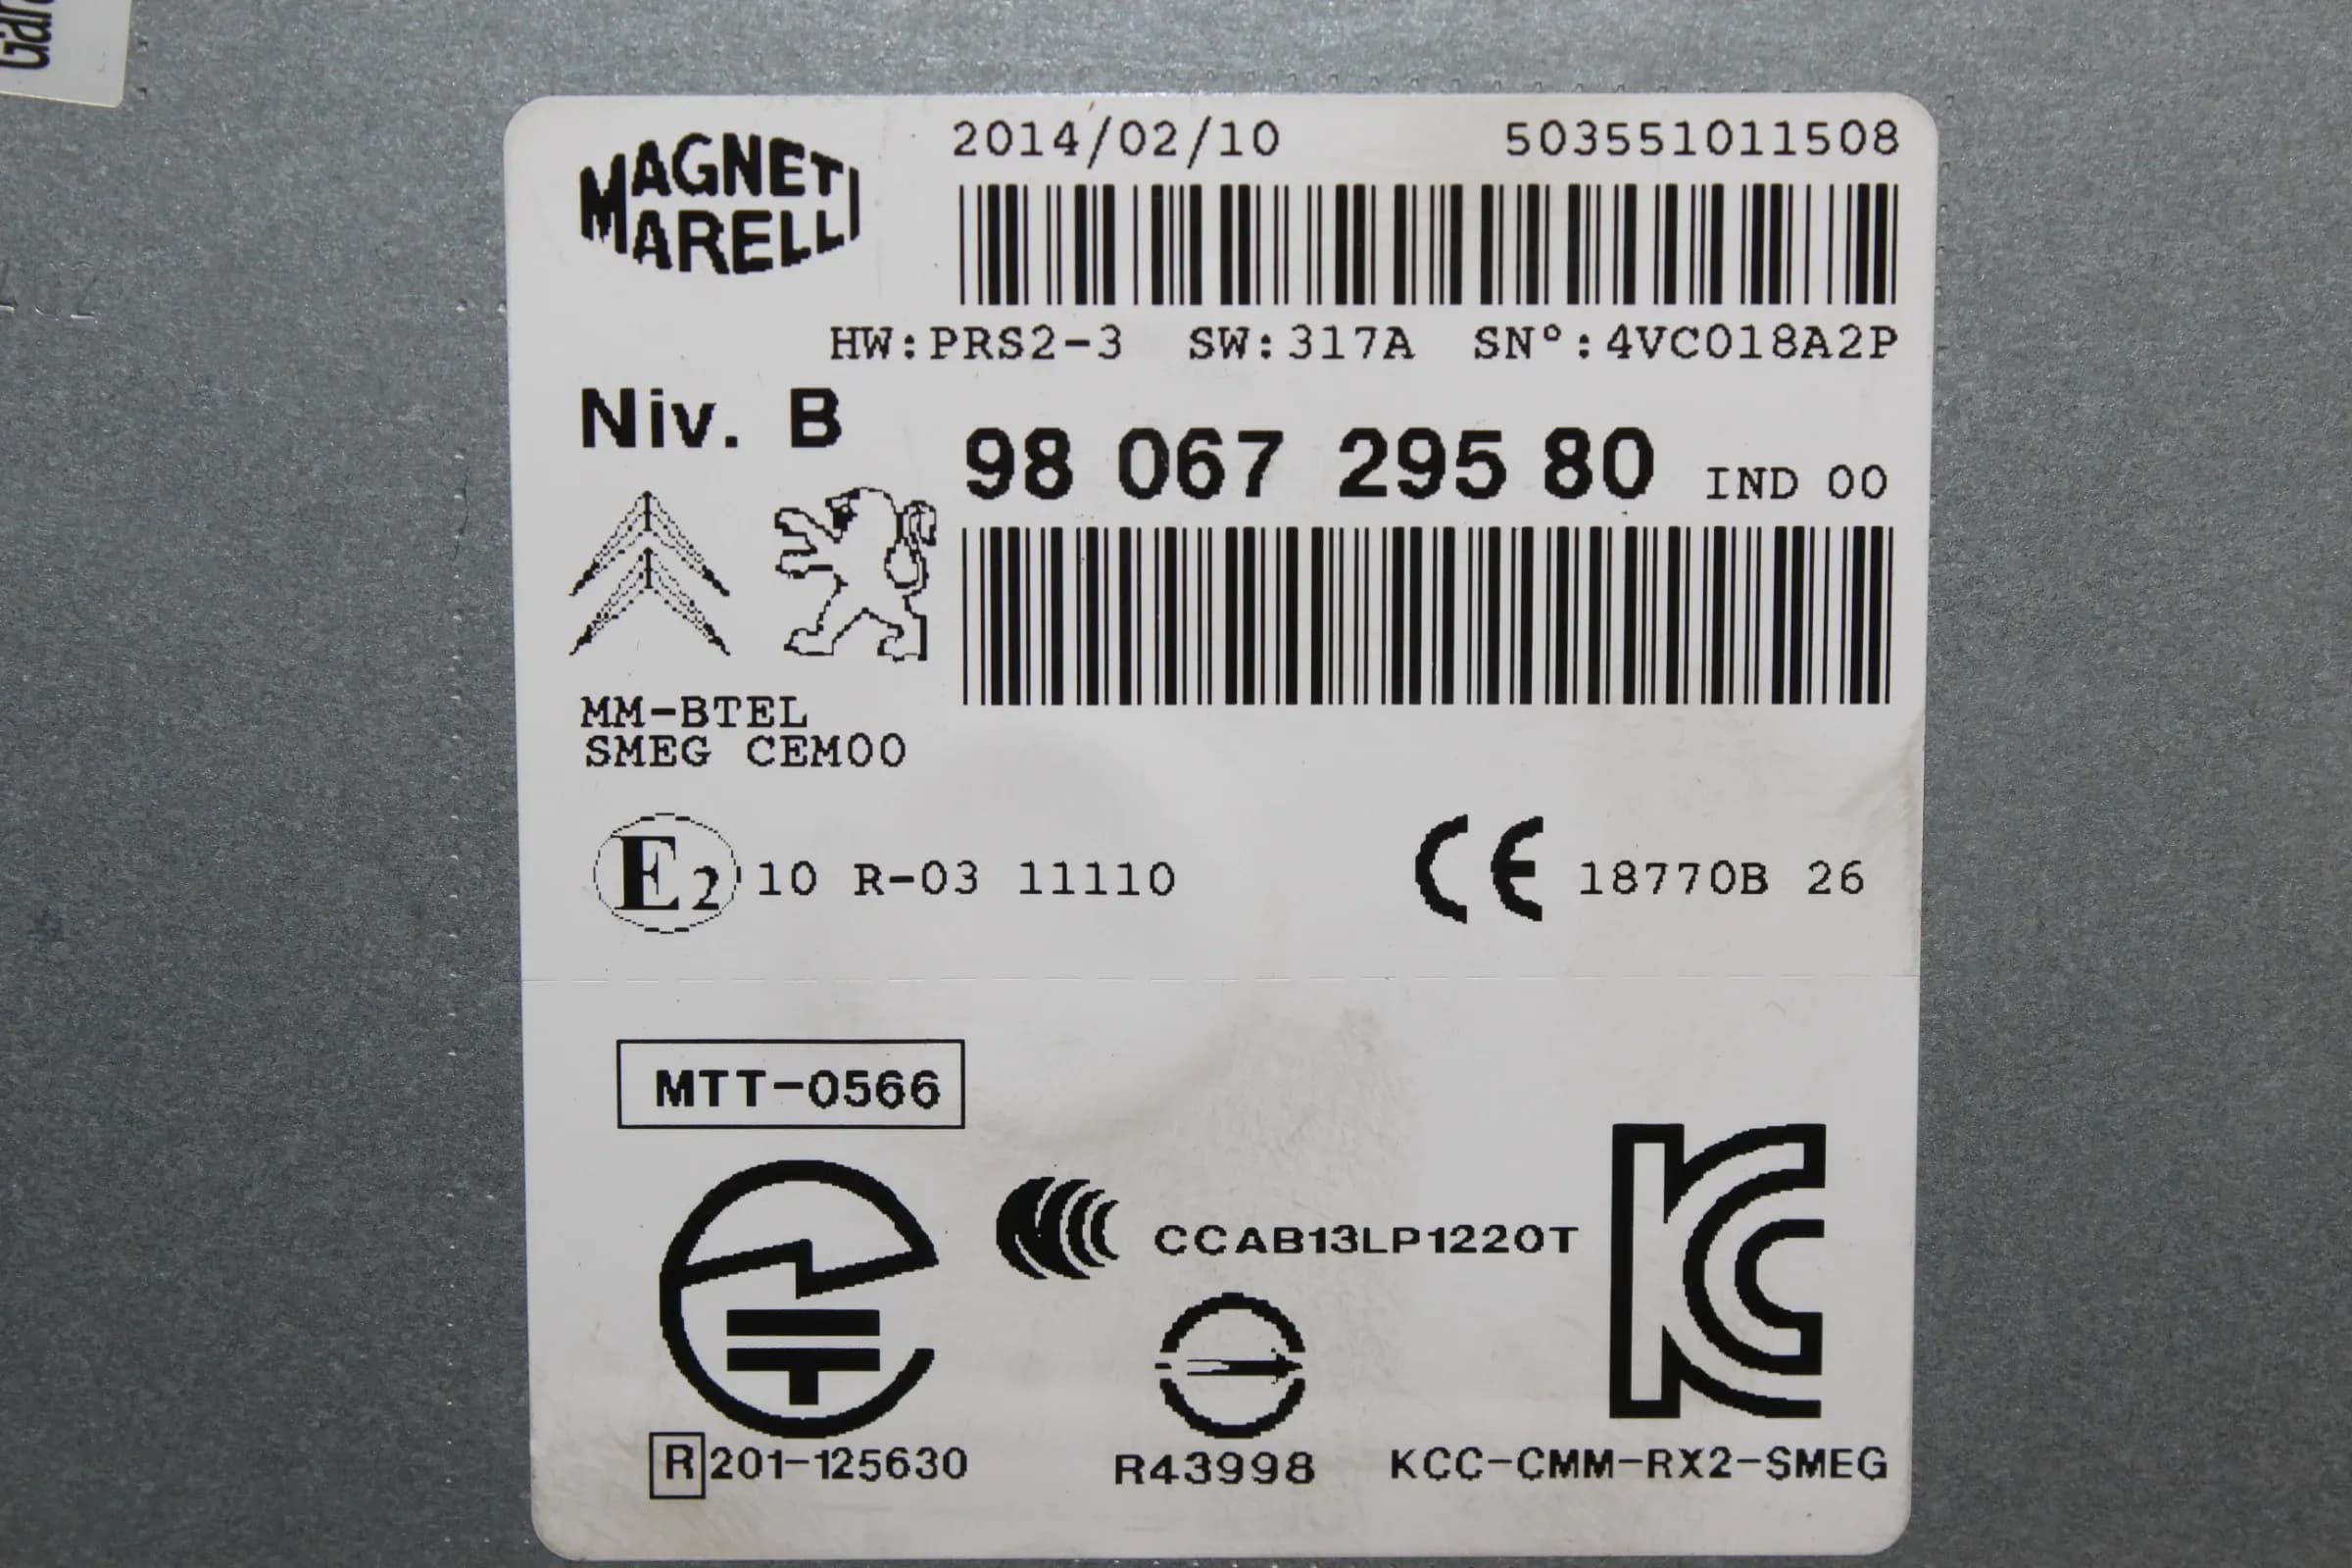 MAGNETI
MARELLI
2014/02/10 503551011508
HW:PRS2-3 SW:317A SN°:4VC018A2P
Niv. B
98 067 295 80 IND 00
MM-BTEL
SMEG CEM00
E2 10 R-03 11110
CE 18770B 26
MTT-0566
CCAB13LP1220T
KC
R 201-125630
R43998
KCC-CMM-RX2-SMEG